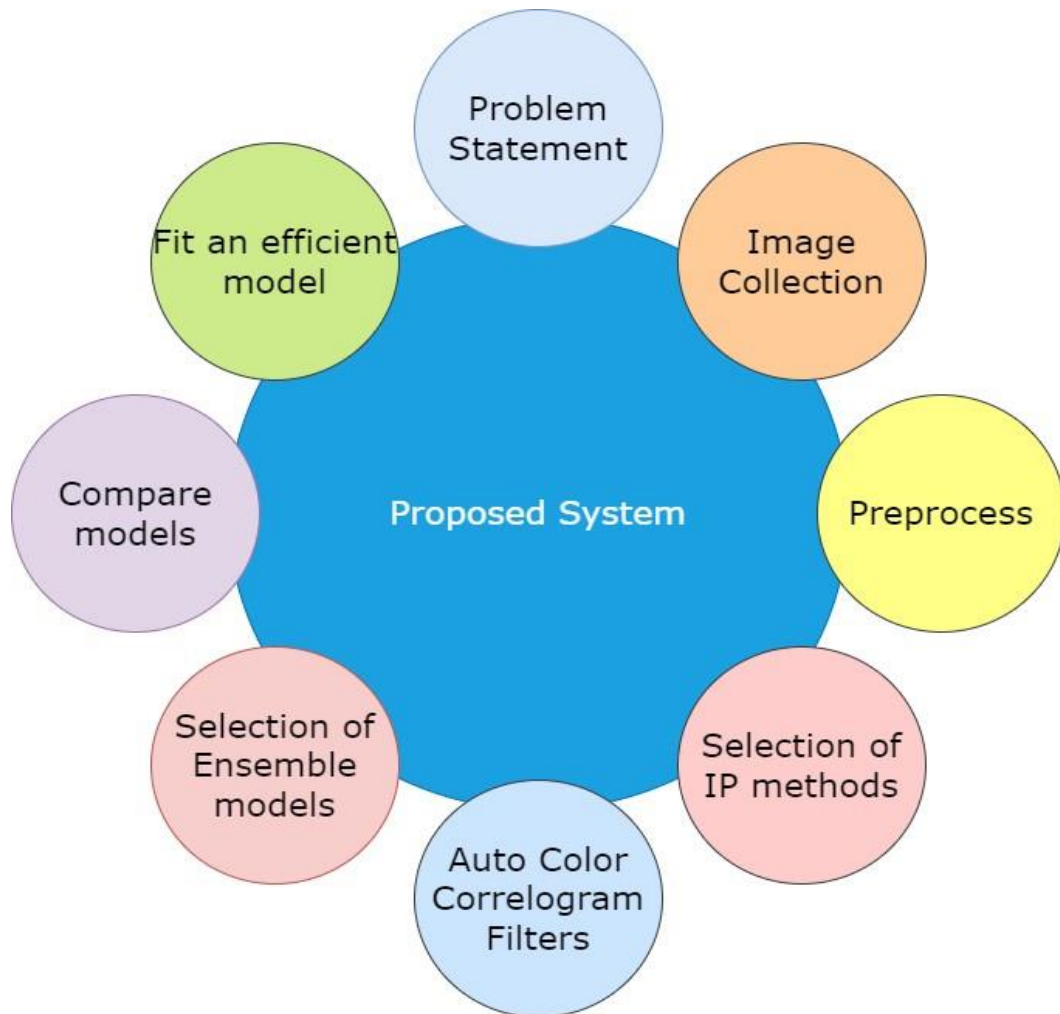 Problem
Statement
Image
Collection
Preprocess
Selection of
IP methods
Auto Color
Correlogram
Filters
Selection of
Ensemble
models
Compare
models
Fit an efficient
model
Proposed System